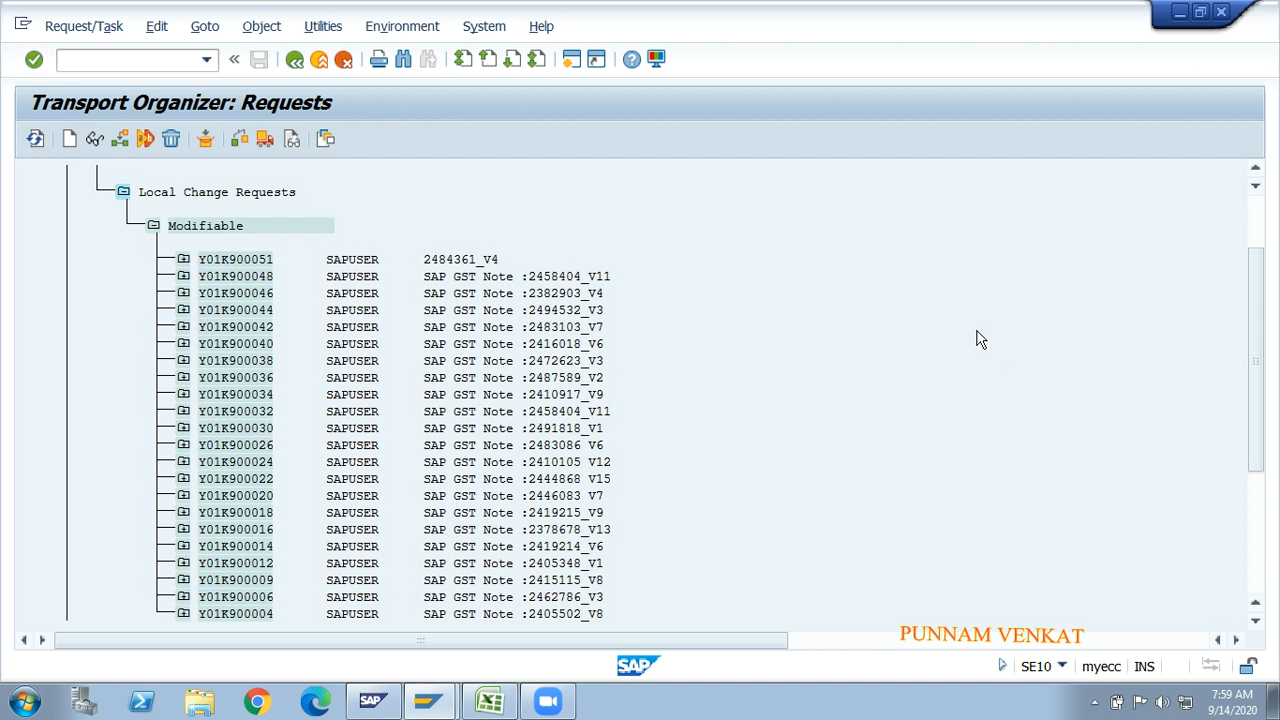 Request/Task Edit Goto Object Utilities Environment System Help
Transport Organizer: Requests
Local Change Requests
Modifiable
Y01K900051 SAPUSER 2484361_V4
Y01K900048 SAPUSER SAP GST Note :2458404_V11
Y01K900046 SAPUSER SAP GST Note :2382903_V4
Y01K900044 SAPUSER SAP GST Note :2494532_V3
Y01K900042 SAPUSER SAP GST Note :2483103_V7
Y01K900040 SAPUSER SAP GST Note :2416018_V6
Y01K900038 SAPUSER SAP GST Note :2472623_V3
Y01K900036 SAPUSER SAP GST Note :2487589_V2
Y01K900034 SAPUSER SAP GST Note :2410917_V9
Y01K900032 SAPUSER SAP GST Note :2458404_V11
Y01K900030 SAPUSER SAP GST Note :2491818_V1
Y01K900026 SAPUSER SAP GST Note :2483086 V6
Y01K900024 SAPUSER SAP GST Note :2410105 V12
Y01K900022 SAPUSER SAP GST Note :2444868 V15
Y01K900020 SAPUSER SAP GST Note :2446083 V7
Y01K900018 SAPUSER SAP GST Note :2419215_V9
Y01K900016 SAPUSER SAP GST Note :2378678_V13
Y01K900014 SAPUSER SAP GST Note :2419214_V6
Y01K900012 SAPUSER SAP GST Note :2405348_V1
Y01K900009 SAPUSER SAP GST Note :2415115_V8
Y01K900006 SAPUSER SAP GST Note :2462786_V3
Y01K900004 SAPUSER SAP GST Note :2405502_V8
PUNNAM VENKAT
SAP SE10 myecc INS
SAP
7:59 AM
9/14/2020